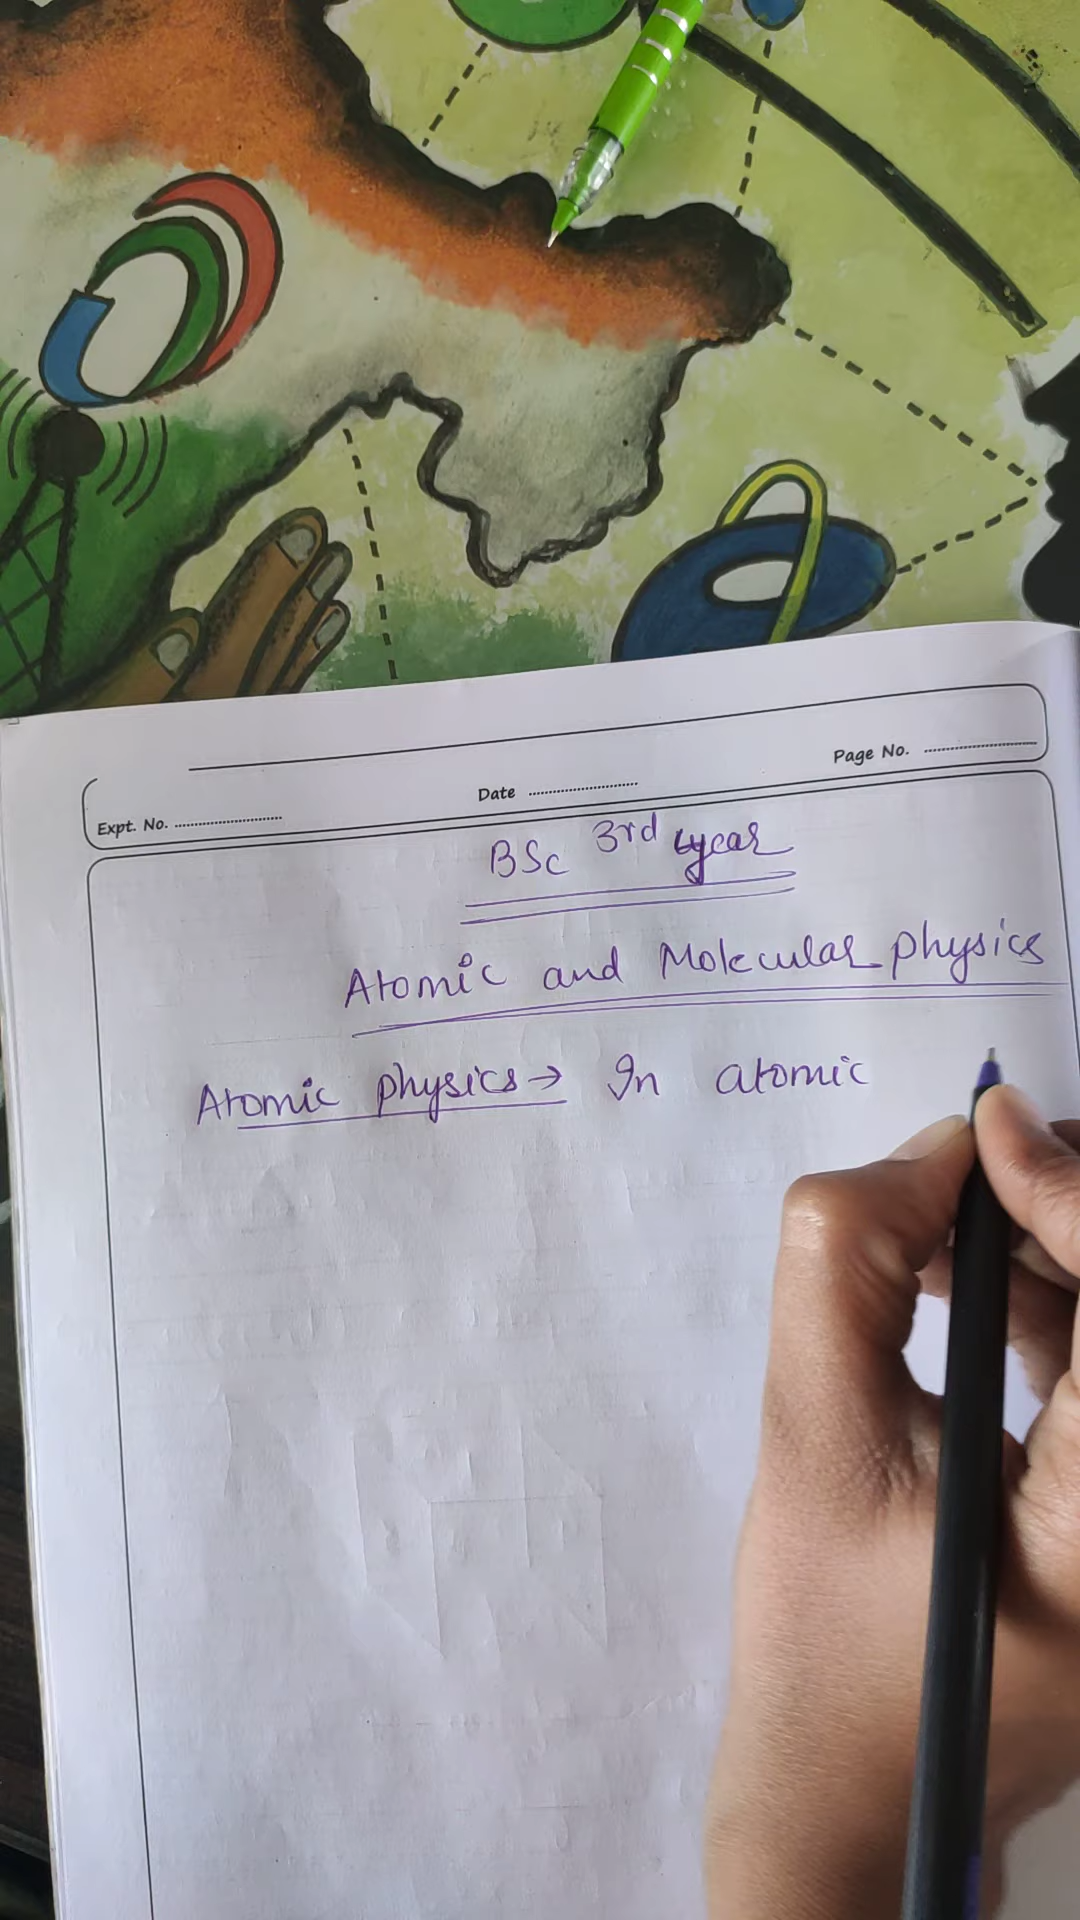 Page No.
Date
Expt. No.
BSc 3rd year
Atomic and Molecular physics
Atomic physics → In atomic